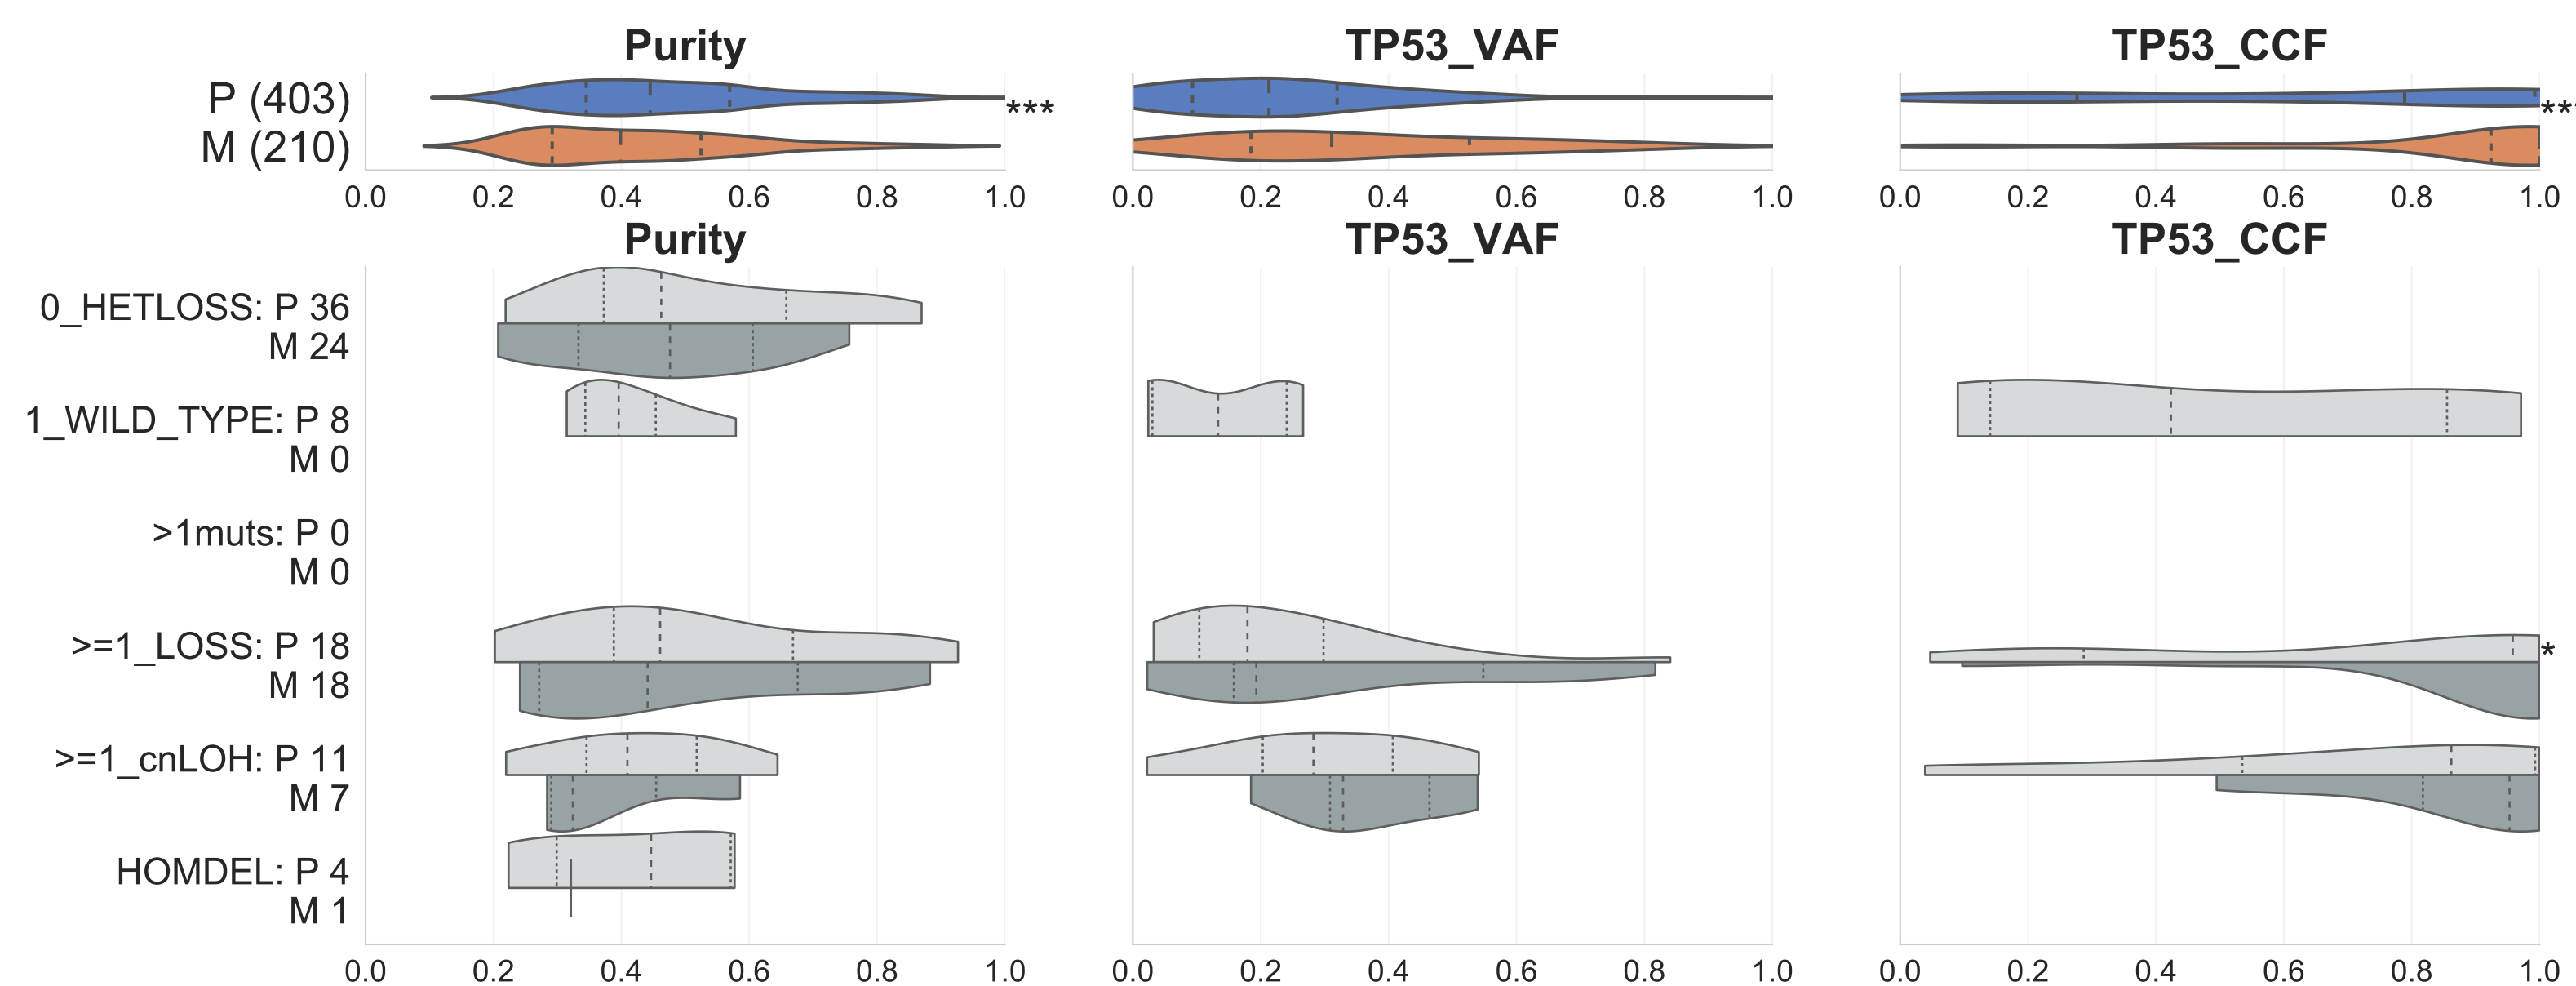 Purity TP53_VAF TP53_CCF
P (403)
***
**
M (210)
0.0 0.2 0.4 0.6 0.8 1.0 0.0 0.2 0.4 0.6 0.8 1.0 0.0 0.2 0.4 0.6 0.8 1.0
Purity TP53_VAF TP53_CCF
0_HETLOSS: P 36
M 24
1_WILD_TYPE: P 8
M 0
>1muts: P 0
M 0
>=1_LOSS: P 18
*
M 18
>=1_cnLOH: P 11
M 7
HOMDEL: P 4
M 1
0.0 0.2 0.4 0.6 0.8 1.0 0.0 0.2 0.4 0.6 0.8 1.0 0.0 0.2 0.4 0.6 0.8 1.0